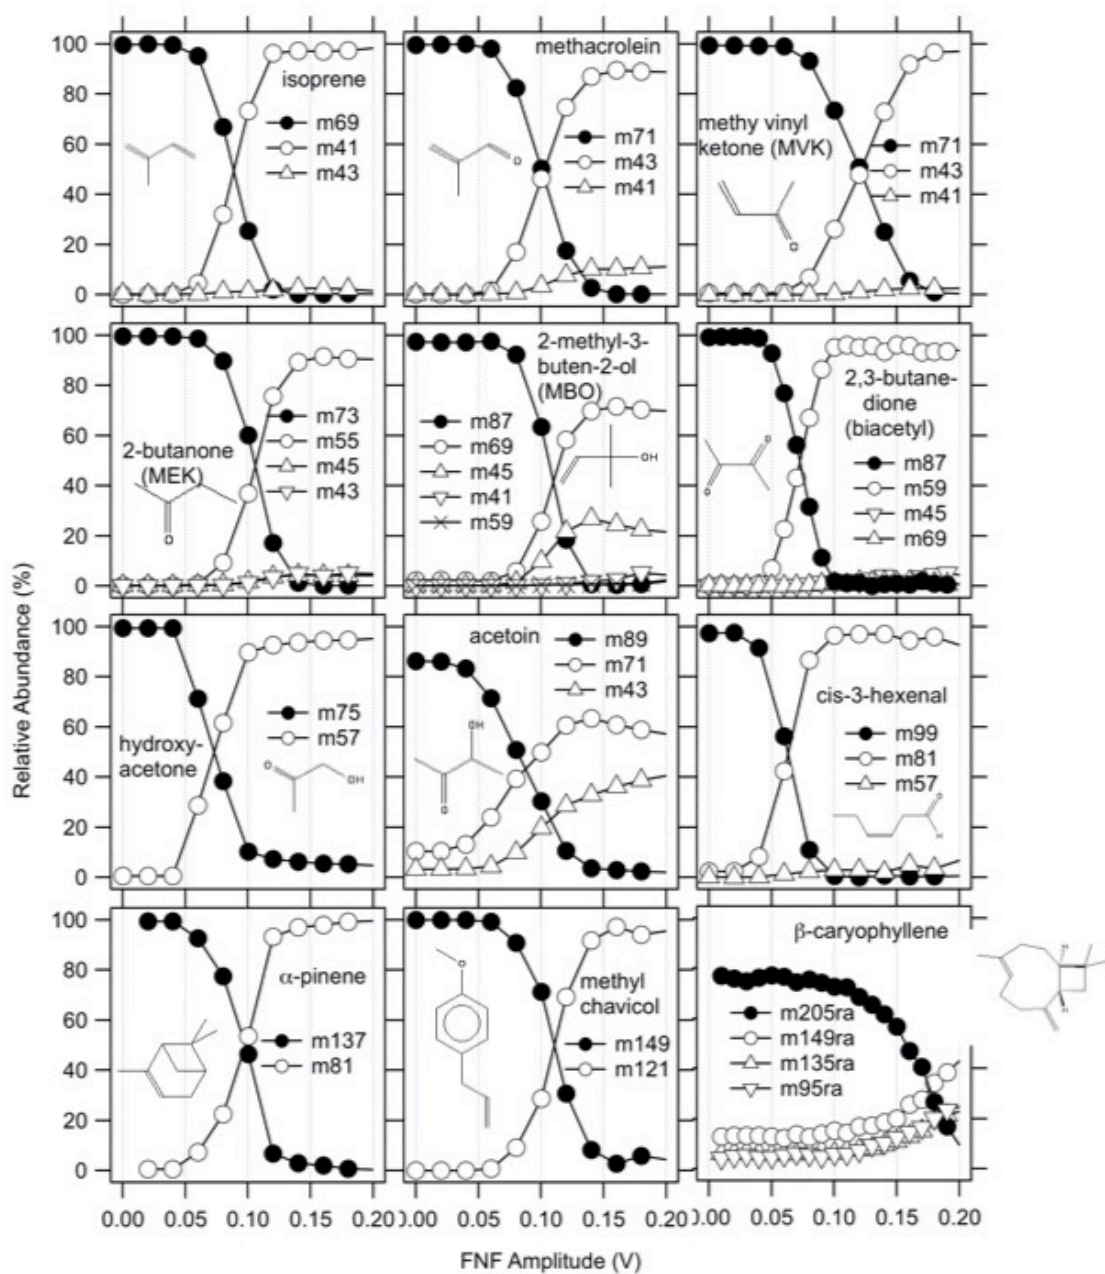 100
80
60
40
20
0
isoprene
m69
m41
m43
methacrolein
O
m71
m43
m41
methy vinyl
ketone (MVK)
O
m71
m43
m41
100
80
60
40
20
0
2-butanone
(MEK)
O
m73
m55
m45
m43
2-methyl-3-
buten-2-ol
(MBO)
OH
m87
m69
m45
m41
m59
2,3-butane-
dione
(biacetyl)
O
O
m87
m59
m45
m69
Relative Abundance (%)
100
80
60
40
20
0
hydroxy-
acetone
O
OH
m75
m57
acetoin
OH
O
m89
m71
m43
cis-3-hexenal
m99
m81
m57
O
H
100
80
60
40
20
0
α-pinene
m137
m81
O
methyl
chavicol
m149
m121
β-caryophyllene
m205ra
m149ra
m135ra
m95ra
H
H
0.00 0.05 0.10 0.15 0.20
0.05 0.10 0.15 0.20
0.05 0.10 0.15 0.20
FNF Amplitude (V)